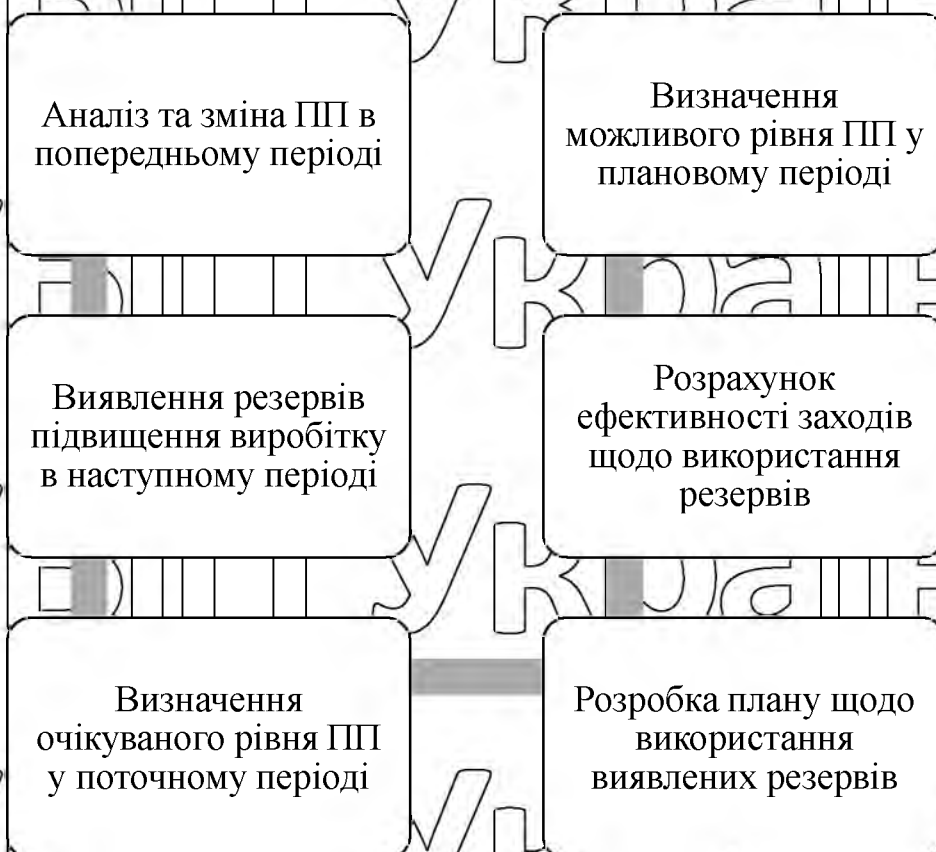 Аналіз та зміна ПП в
попередньому періоді
Виявлення резервів
підвищення виробітку
в наступному періоді
Визначення
очікуваного рівня ПП
у поточному періоді
Розробка плану щодо
використання
виявлених резервів
Розрахунок
ефективності заходів
щодо використання
резервів
Визначення
можливого рівня ПП у
плановому періоді